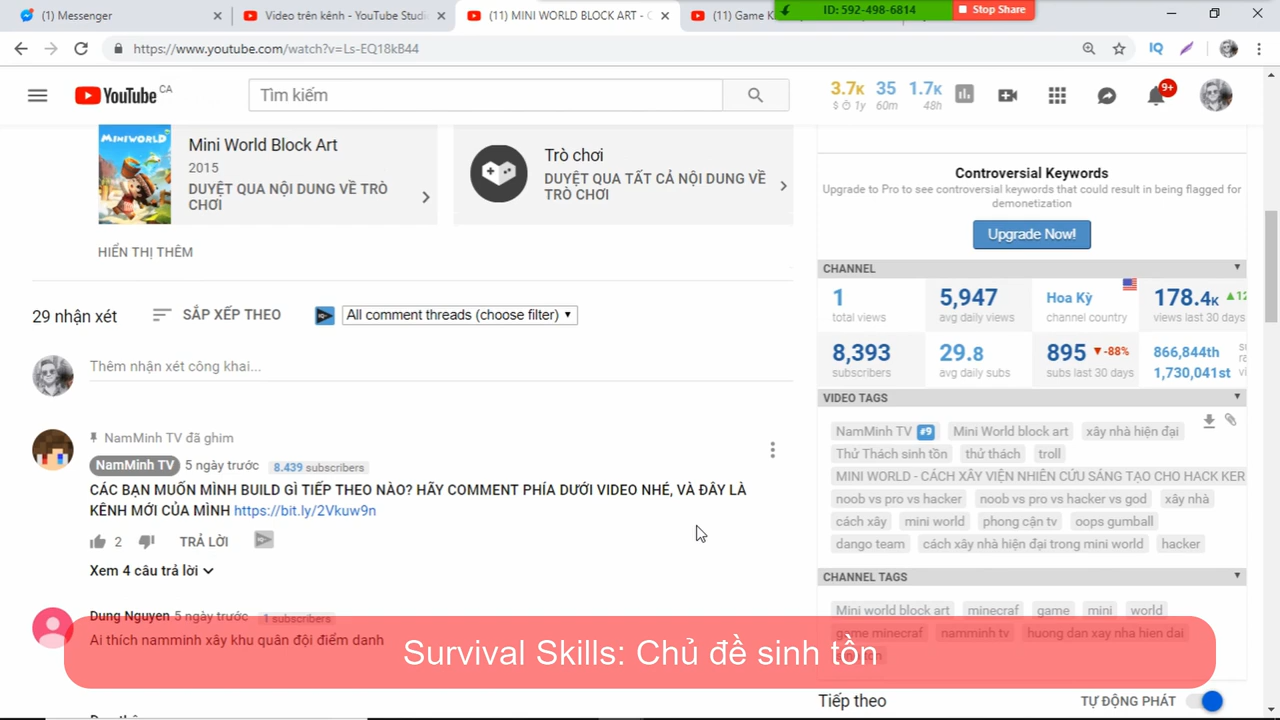 (1) Messenger
Video trên kênh - YouTube Studi
(11) MINI WORLD BLOCK ART - C
(11) Game K
ID: 592-498-6814
Stop Share
https://www.youtube.com/watch?v=Ls-EQ18kB44
IQ
YouTube CA
Tìm kiếm
3.7K 35 1.7K
$ 1y 60m 48h
9+
Mini World Block Art
2015
DUYỆT QUA NỘI DUNG VỀ TRÒ
CHƠI
MINIWORLD
Trò chơi
DUYỆT QUA TẤT CẢ NỘI DUNG VỀ
TRÒ CHƠI
HIỂN THỊ THÊM
29 nhận xét
SẮP XẾP THEO
All comment threads (choose filter)
Thêm nhận xét công khai...
NamMinh TV đã ghim
NamMinh TV 5 ngày trước 8.439 subscribers
CÁC BẠN MUỐN MÌNH BUILD GÌ TIẾP THEO NÀO? HÃY COMMENT PHÍA DƯỚI VIDEO NHÉ, VÀ ĐÂY LÀ
KÊNH MỚI CỦA MÌNH https://bit.ly/2Vkuw9n
2 TRẢ LỜI
Xem 4 câu trả lời
Dung Nguyen 5 ngày trước 1 subscribers
Ai thích namminh xây khu quân đội điểm danh
Controversial Keywords
Upgrade to Pro to see controversial keywords that could result in being flagged for
demonetization
Upgrade Now!
CHANNEL
1 5,947 Hoa Kỳ 178.4K ▲12
total views avg daily views channel country views last 30 days
8,393 29.8 895 ▼-88% 866,844th
subscribers avg daily subs subs last 30 days 1,730,041st
VIDEO TAGS
NamMinh TV #9 Mini World block art xây nhà hiện đại
Thử Thách sinh tồn thử thách troll
MINI WORLD - CÁCH XÂY VIỆN NHIÊN CỨU SÁNG TẠO CHO HACK KER
noob vs pro vs hacker noob vs pro vs hacker vs god xây nhà
cách xây mini world phong cận tv oops gumball
dango team cách xây nhà hiện đại trong mini world hacker
CHANNEL TAGS
Mini world block art minecraf game mini world
game minecraf namminh tv huong dan xay nha hien dai
Survival Skills: Chủ đề sinh tồn
Tiếp theo
TỰ ĐỘNG PHÁT